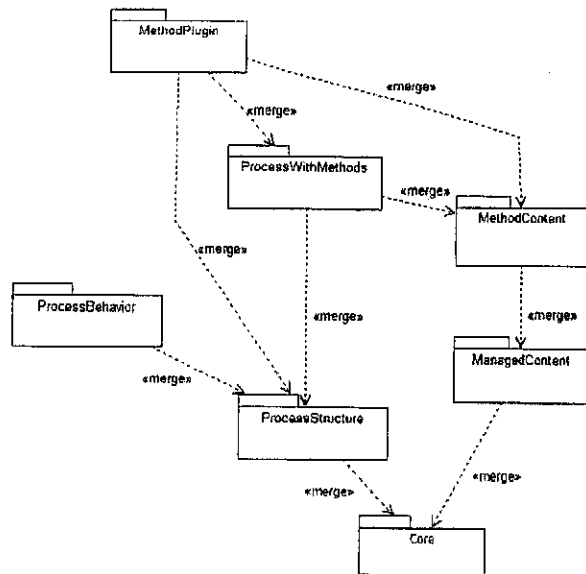 MethodPlugin
«merge»
«merge»
ProcessWithMethods
«merge»
MethodContent
«merge»
ProcessBehavior
«merge»
«merge»
ManagedContent
«merge»
ProcessStructure
«merge»
«merge»
Core